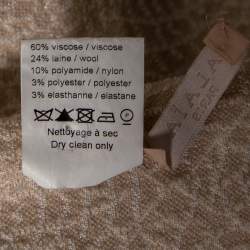 60% viscose / viscose
24% laine / wool
10% polyamide / nylon
3% polyester / polyester
3% elasthanne / elastane
Nettoyage à sec
Dry clean only